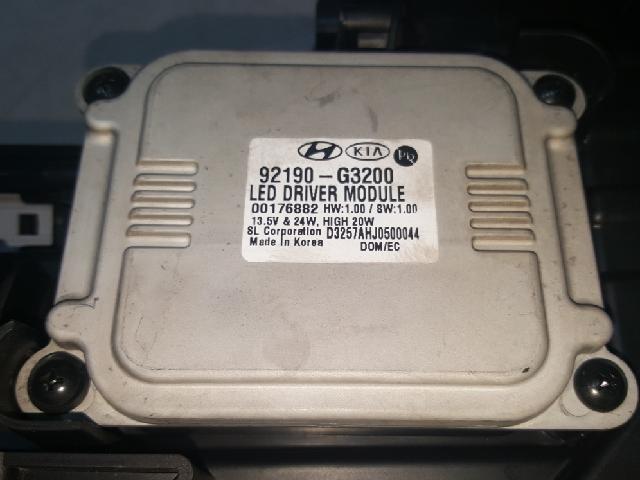 KIA Pb
92190-G3200
LED DRIVER MODULE
00176882 HW:1.00 / SW:1.00
13.5V & 24W, HIGH 20W
SL Corporation D3257AHJ0500044
Made In Korea DOM/EC